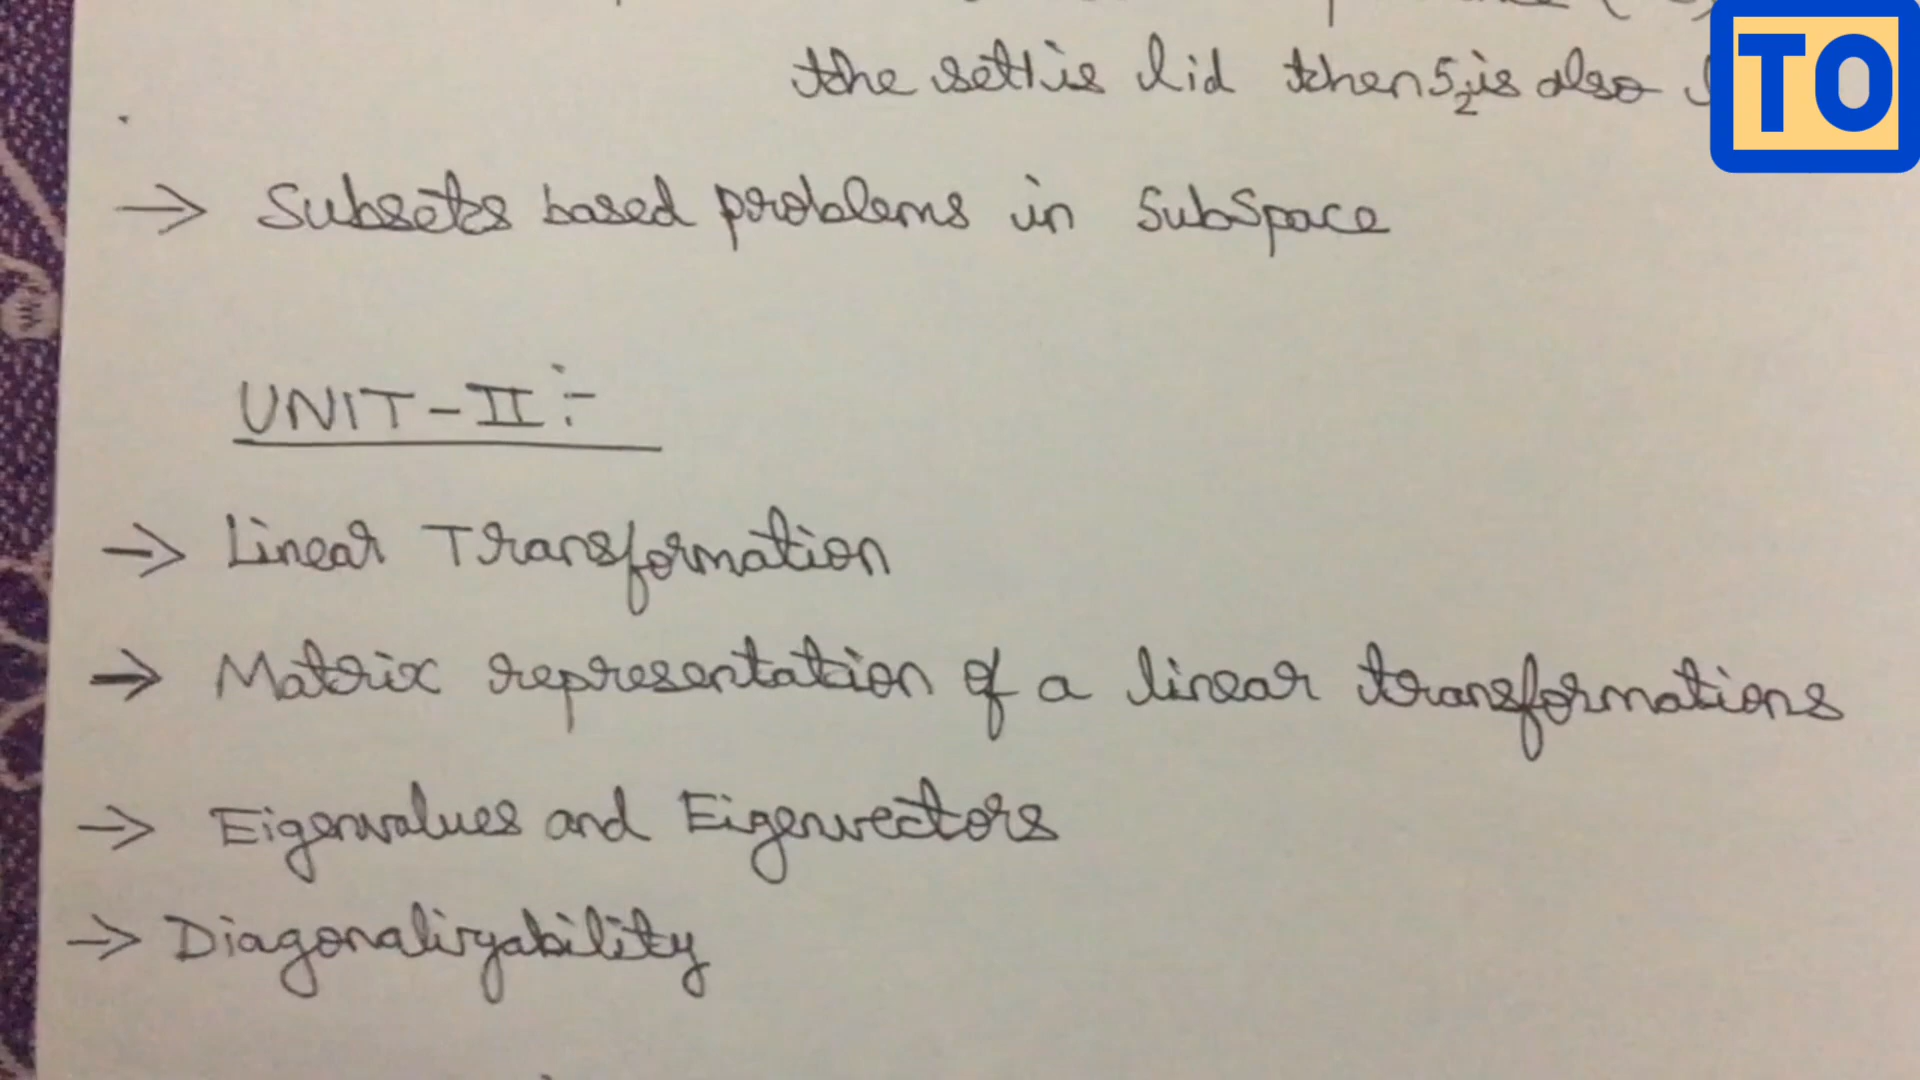 the set1 is lid then S2 is also
TO
→ Subsets based problems in SubSpace
UNIT-II :-
→ Linear Transformation
→ Matrix representation of a linear transformations
→ Eigenvalues and Eigenvectors
→ Diagonalizability